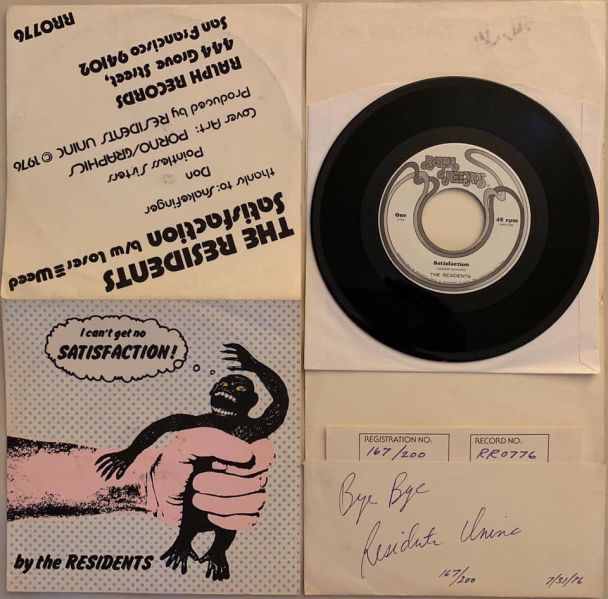 THE RESIDENTS
Satisfaction b/w Loser≡Weed
thanks to: Snakefinger
Don
Pointless Sisters
Cover Art: PORNO/GRAPHICS
Produced by RESIDENTS UNINC © 1976
RALPH RECORDS
444 Grove Street,
San Francisco 94102
RR0776
RALPH
RECORDS
One
45 rpm
Satisfaction
THE RESIDENTS
I can't get no
SATISFACTION!
by the RESIDENTS
REGISTRATION NO:
167/200
RECORD NO:
RR0776
Bye Bye
Residents Uninc
167/200
7/31/76